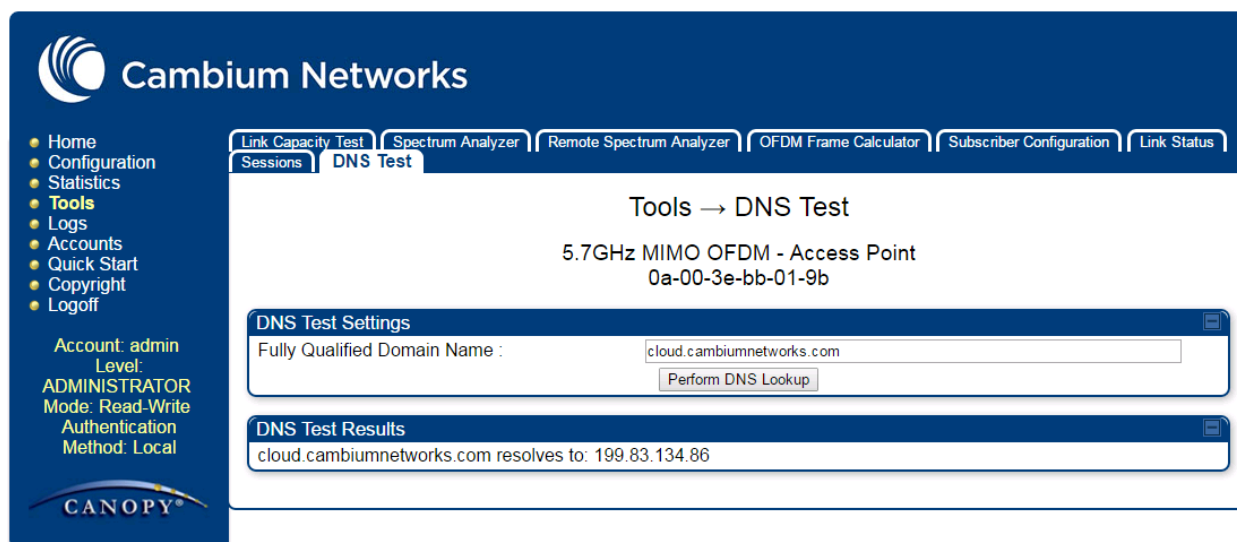 Cambium Networks
Home
Configuration
Statistics
Tools
Logs
Accounts
Quick Start
Copyright
Logoff
Account: admin
Level:
ADMINISTRATOR
Mode: Read-Write
Authentication
Method: Local
CANOPY®
Link Capacity Test Spectrum Analyzer Remote Spectrum Analyzer OFDM Frame Calculator Subscriber Configuration Link Status
Sessions DNS Test
Tools → DNS Test
5.7GHz MIMO OFDM - Access Point
0a-00-3e-bb-01-9b
DNS Test Settings
Fully Qualified Domain Name : cloud.cambiumnetworks.com
Perform DNS Lookup
DNS Test Results
cloud.cambiumnetworks.com resolves to: 199.83.134.86